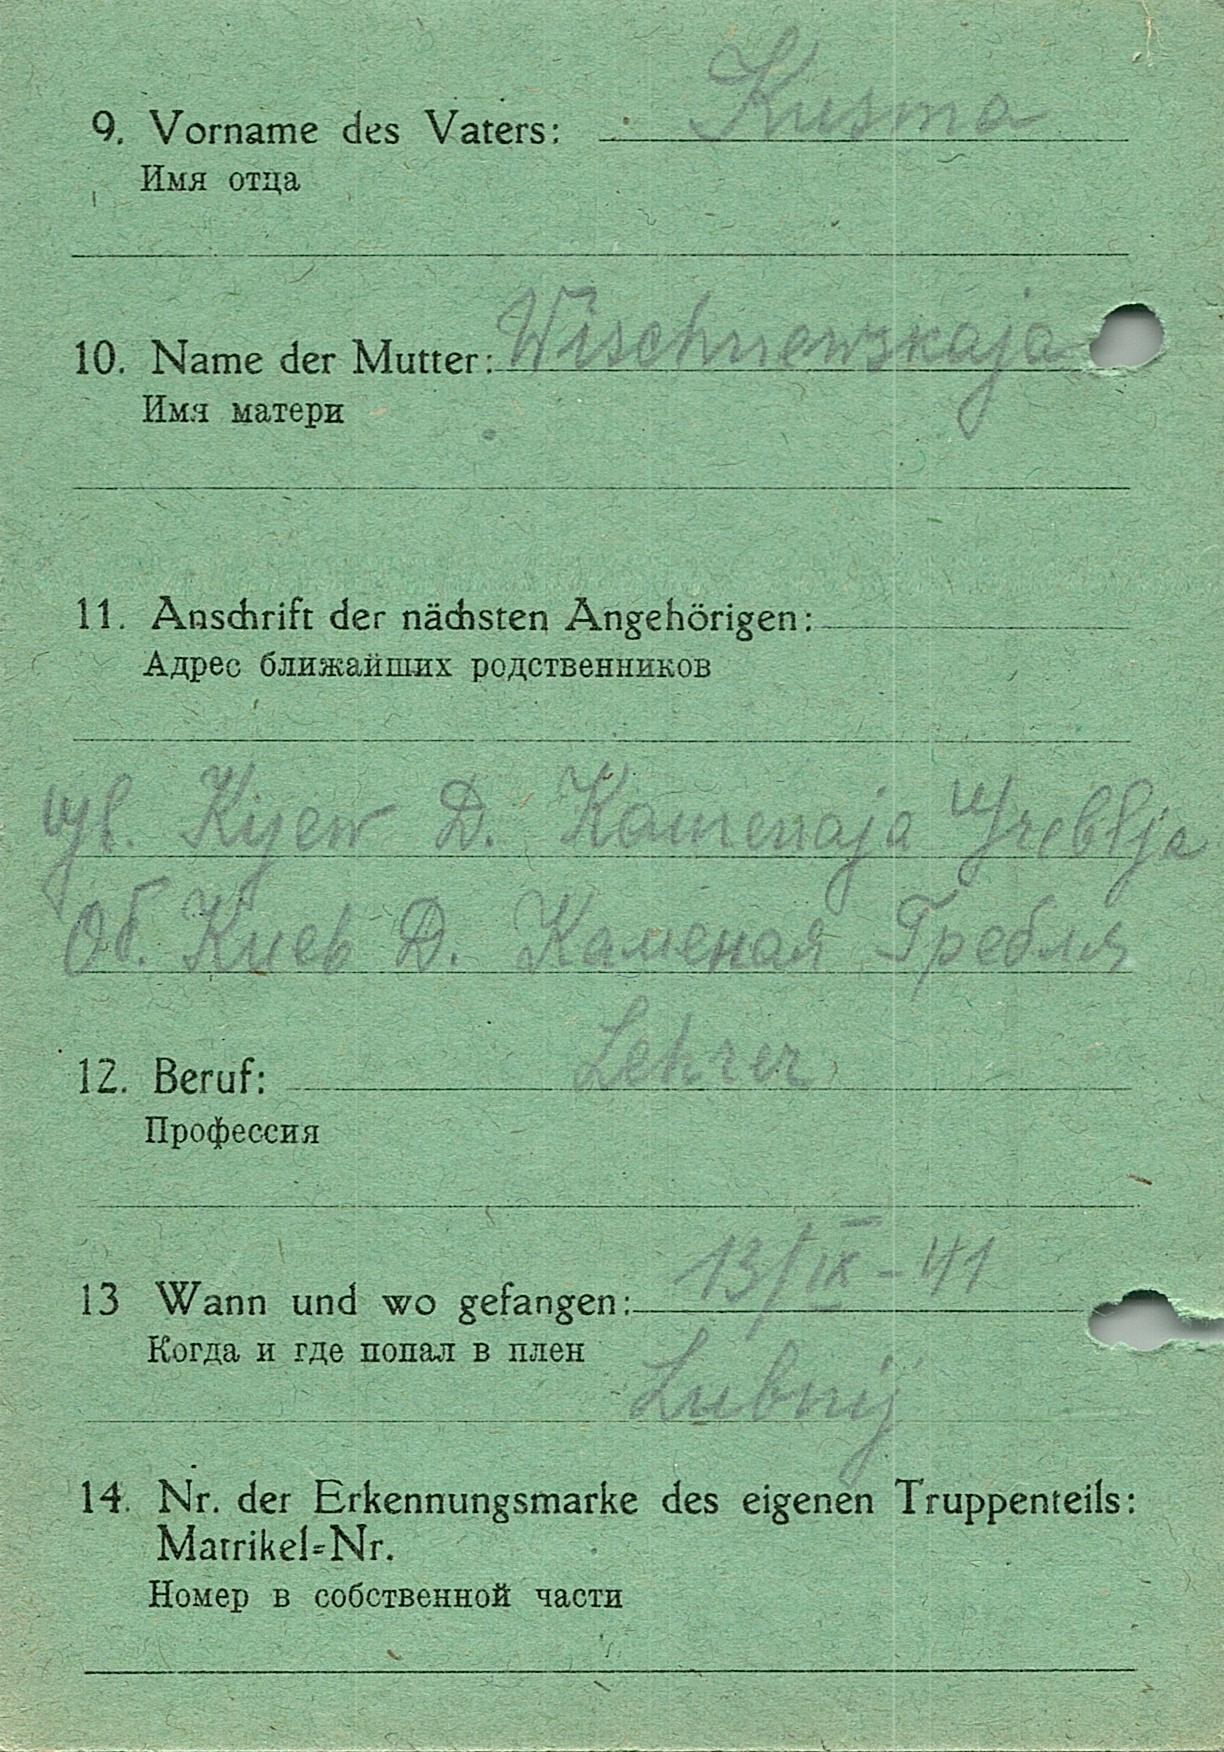 9. Vorname des Vaters: Kusma
Имя отца
10. Name der Mutter: Wischnewskaja
Имя матери
11. Anschrift der nächsten Angehörigen:
Адрес ближайших родственников
Kijew D. Kamenaja Greblja
Об. Киев Д. Каменая Гребля
12. Beruf: Lehrer
Профессия
13 Wann und wo gefangen: 13/IX-41
Когда и где попал в плен
Lubnij
14. Nr. der Erkennungsmarke des eigenen Truppenteils:
Matrikel=Nr.
Номер в собственной части